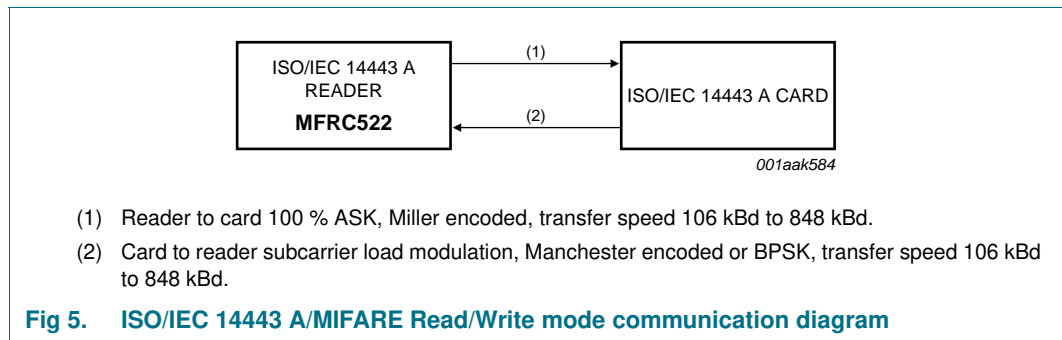 (1)
ISO/IEC 14443 A
READER
MFRC522
ISO/IEC 14443 A CARD
(2)
001aak584
(1) Reader to card 100 % ASK, Miller encoded, transfer speed 106 kBd to 848 kBd.
(2) Card to reader subcarrier load modulation, Manchester encoded or BPSK, transfer speed 106 kBd
to 848 kBd.
Fig 5. ISO/IEC 14443 A/MIFARE Read/Write mode communication diagram